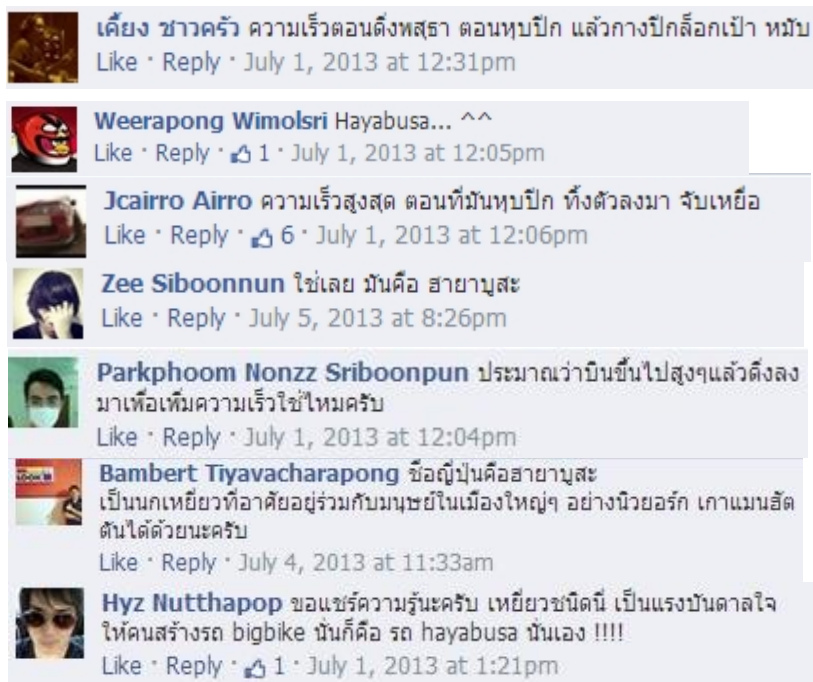 เคี้ยง ชาวครัว ความเร็วตอนดิ่งพสุธา ตอนหุบปีก แล้วกางปีกล็อกเป้า หมับ
Like · Reply · July 1, 2013 at 12:31pm
Weerapong Wimolsri Hayabusa... ^^
Like · Reply · 1 · July 1, 2013 at 12:05pm
Jcairro Airro ความเร็วสูงสุด ตอนที่มันหุบปีก ทิ้งตัวลงมา จับเหยื่อ
Like · Reply · 6 · July 1, 2013 at 12:06pm
Zee Siboonnun ใช่เลย มันคือ ฮายาบูสะ
Like · Reply · July 5, 2013 at 8:26pm
Parkphoom Nonzz Sriboonpun ประมาณว่าบินขึ้นไปสูงๆแล้วดิ่งลง
มาเพื่อเพิ่มความเร็วใช่ไหมครับ
Like · Reply · July 1, 2013 at 12:04pm
LOOK
Bambert Tiyavacharapong ชื่อญี่ปุ่นคือฮายาบูสะ
เป็นนกเหยี่ยวที่อาศัยอยู่ร่วมกับมนุษย์ในเมืองใหญ่ๆ อย่างนิวยอร์ก เกาแมนฮัต
ตันได้ด้วยนะครับ
Like · Reply · July 4, 2013 at 11:33am
Hyz Nutthapop ขอแชร์ความรู้นะครับ เหยี่ยวชนิดนี่ เป็นแรงบันดาลใจ
ให้คนสร้างรถ bigbike นั่นก็คือ รถ hayabusa นั่นเอง !!!!
Like · Reply · 1 · July 1, 2013 at 1:21pm